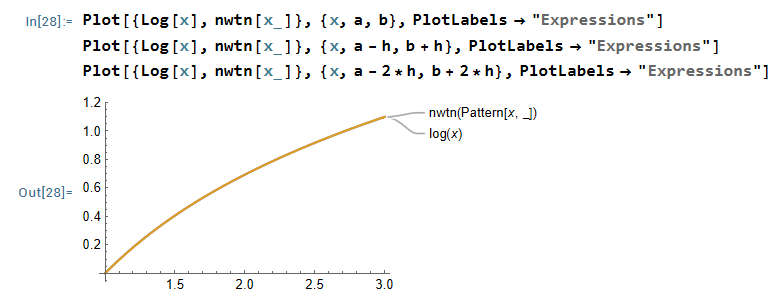 In[28]:= Plot[{Log[x], nwtn[x_]}, {x, a, b}, PlotLabels → "Expressions"]
Plot[{Log[x], nwtn[x_]}, {x, a - h, b + h}, PlotLabels → "Expressions"]
Plot[{Log[x], nwtn[x_]}, {x, a - 2 * h, b + 2 * h}, PlotLabels → "Expressions"]
1.2
nwtn(Pattern[x, _])
1.0
log(x)
0.8
Out[28]= 0.6
0.4
0.2
1.5 2.0 2.5 3.0